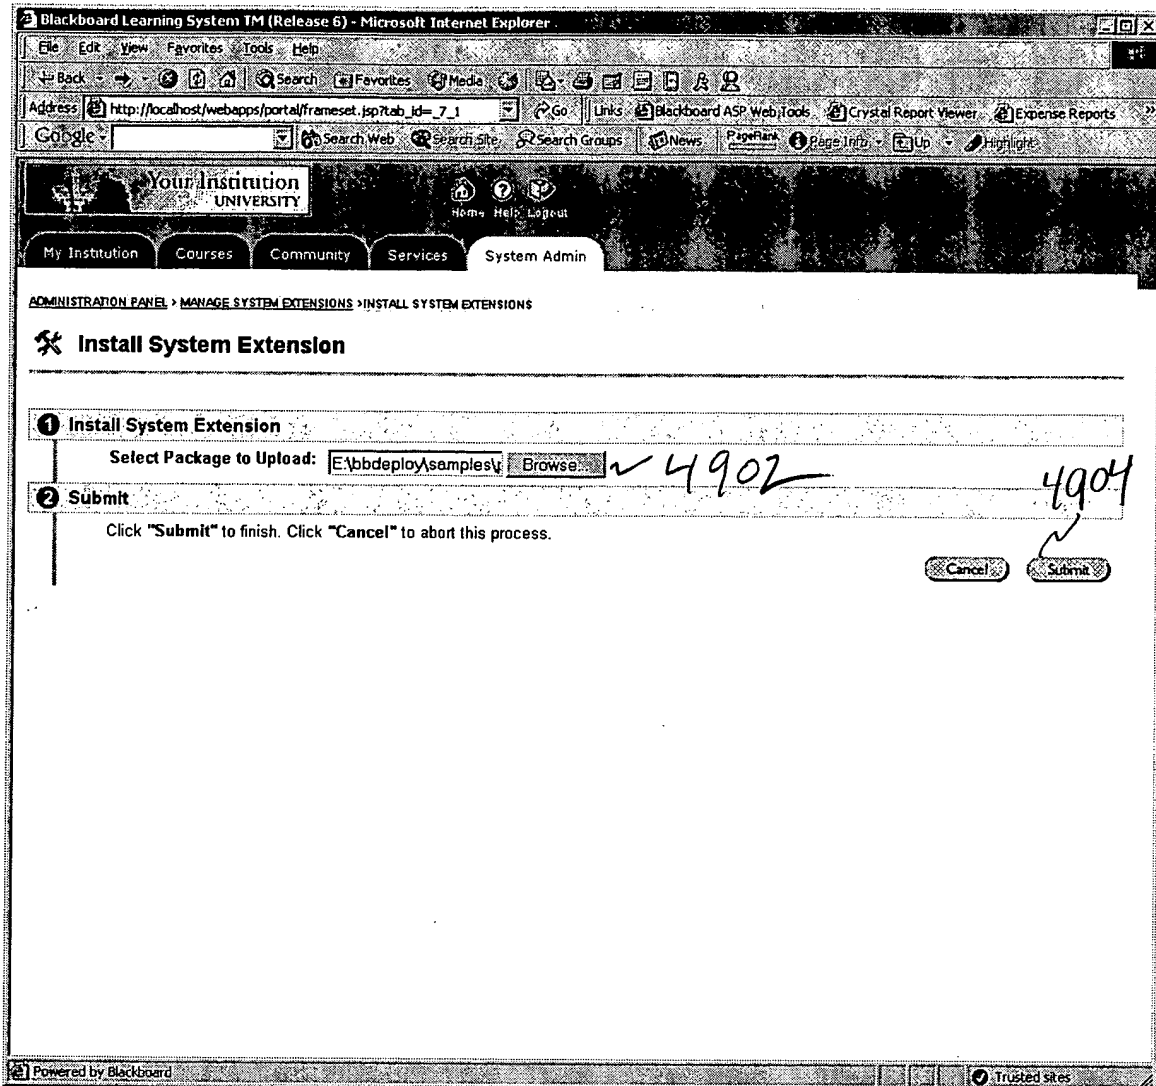 Blackboard Learning System TM (Release 6) - Microsoft Internet Explorer
File Edit View Favorites Tools Help
Back Search Favorites Media
Address http://localhost/webapps/portal/frameset.jsp?tab_id=_7_1 Go Links Blackboard ASP Web Tools Crystal Report Viewer Expense Reports »
Google Search Web Search Site Search Groups News PageRank Page Info Up Highlight
Your Institution
UNIVERSITY
Home Help Logout
My Institution Courses Community Services System Admin
ADMINISTRATION PANEL > MANAGE SYSTEM EXTENSIONS >INSTALL SYSTEM EXTENSIONS
Install System Extension
1 Install System Extension
Select Package to Upload: E:\bbdeploy\samples\p Browse... 4902
4904
2 Submit
Click "Submit" to finish. Click "Cancel" to abort this process.
Cancel Submit
Powered by Blackboard Trusted sites